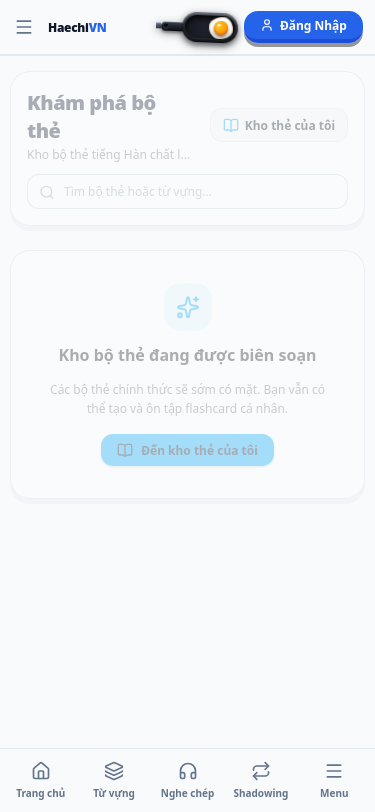 HaechiVN
Đăng Nhập
Khám phá bộ
thẻ
Kho thẻ của tôi
Kho bộ thẻ tiếng Hàn chất l...
Tìm bộ thẻ hoặc từ vựng...
Kho bộ thẻ đang được biên soạn
Các bộ thẻ chính thức sẽ sớm có mặt. Bạn vẫn có
thể tạo và ôn tập flashcard cá nhân.
Đến kho thẻ của tôi
Trang chủ
Từ vựng
Nghe chép
Shadowing
Menu